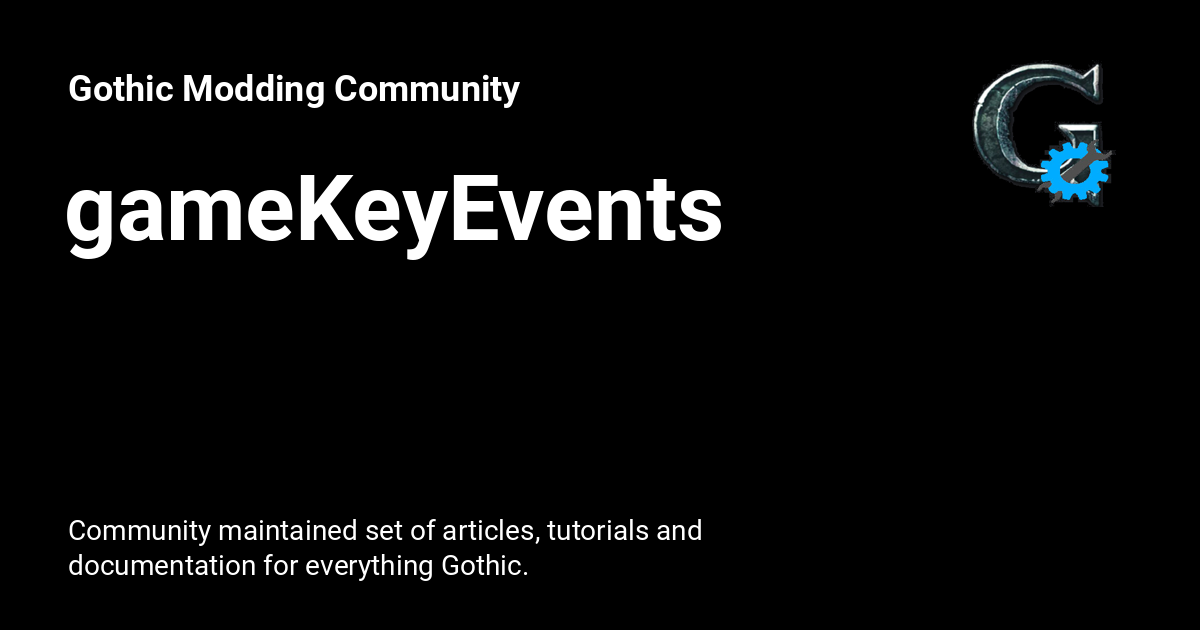 Gothic Modding Community
gameKeyEvents
Community maintained set of articles, tutorials and
documentation for everything Gothic.